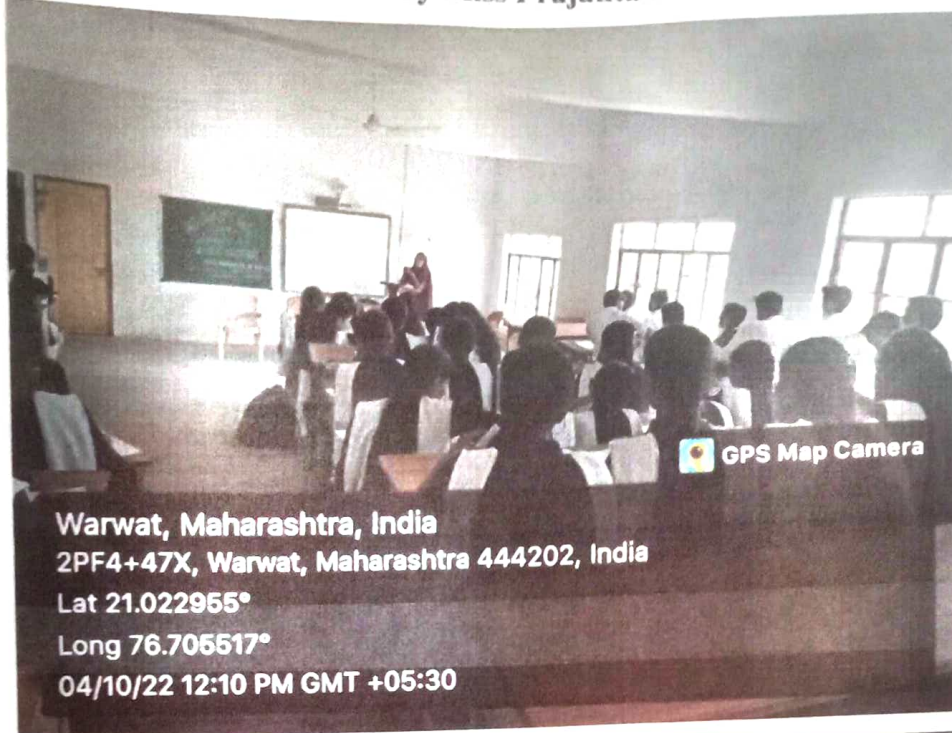 GPS Map Camera
Warwat, Maharashtra, India
2PF4+47X, Warwat, Maharashtra 444202, India
Lat 21.022955°
Long 76.705517°
04/10/22 12:10 PM GMT +05:30